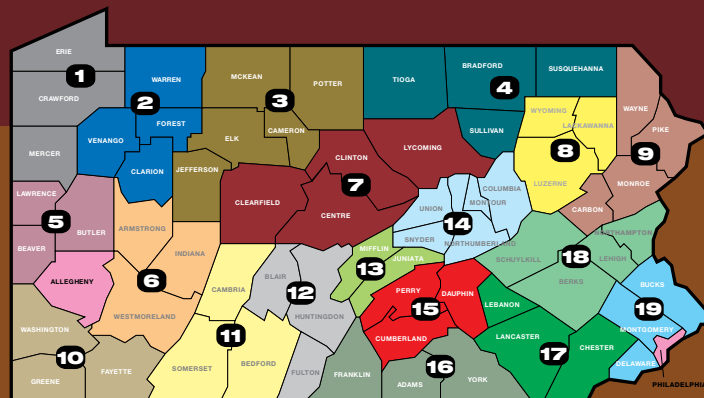 ERIE
1
CRAWFORD
WARREN
2
VENANGO
FOREST
CLARION
MCKEAN
POTTER
3
ELK
CAMERON
JEFFERSON
TIOGA
BRADFORD
4
SUSQUEHANNA
SULLIVAN
WYOMING
LACKAWANNA
8
LUZERNE
WAYNE
PIKE
9
MONROE
CARBON
MERCER
LAWRENCE
5
BEAVER
BUTLER
ALLEGHENY
ARMSTRONG
INDIANA
6
WESTMORELAND
CLINTON
LYCOMING
7
CLEARFIELD
CENTRE
UNION
COLUMBIA
MONTOUR
14
SNYDER
NORTHUMBERLAND
MIFFLIN
JUNIATA
13
BLAIR
12
HUNTINGDON
FULTON
CAMBRIA
11
SOMERSET
BEDFORD
WASHINGTON
10
GREENE
FAYETTE
PERRY
DAUPHIN
15
CUMBERLAND
FRANKLIN
16
ADAMS
YORK
LEBANON
LANCASTER
17
CHESTER
SCHUYLKILL
18
NORTHAMPTON
LEHIGH
BERKS
BUCKS
19
MONTGOMERY
DELAWARE
PHILADELPHIA